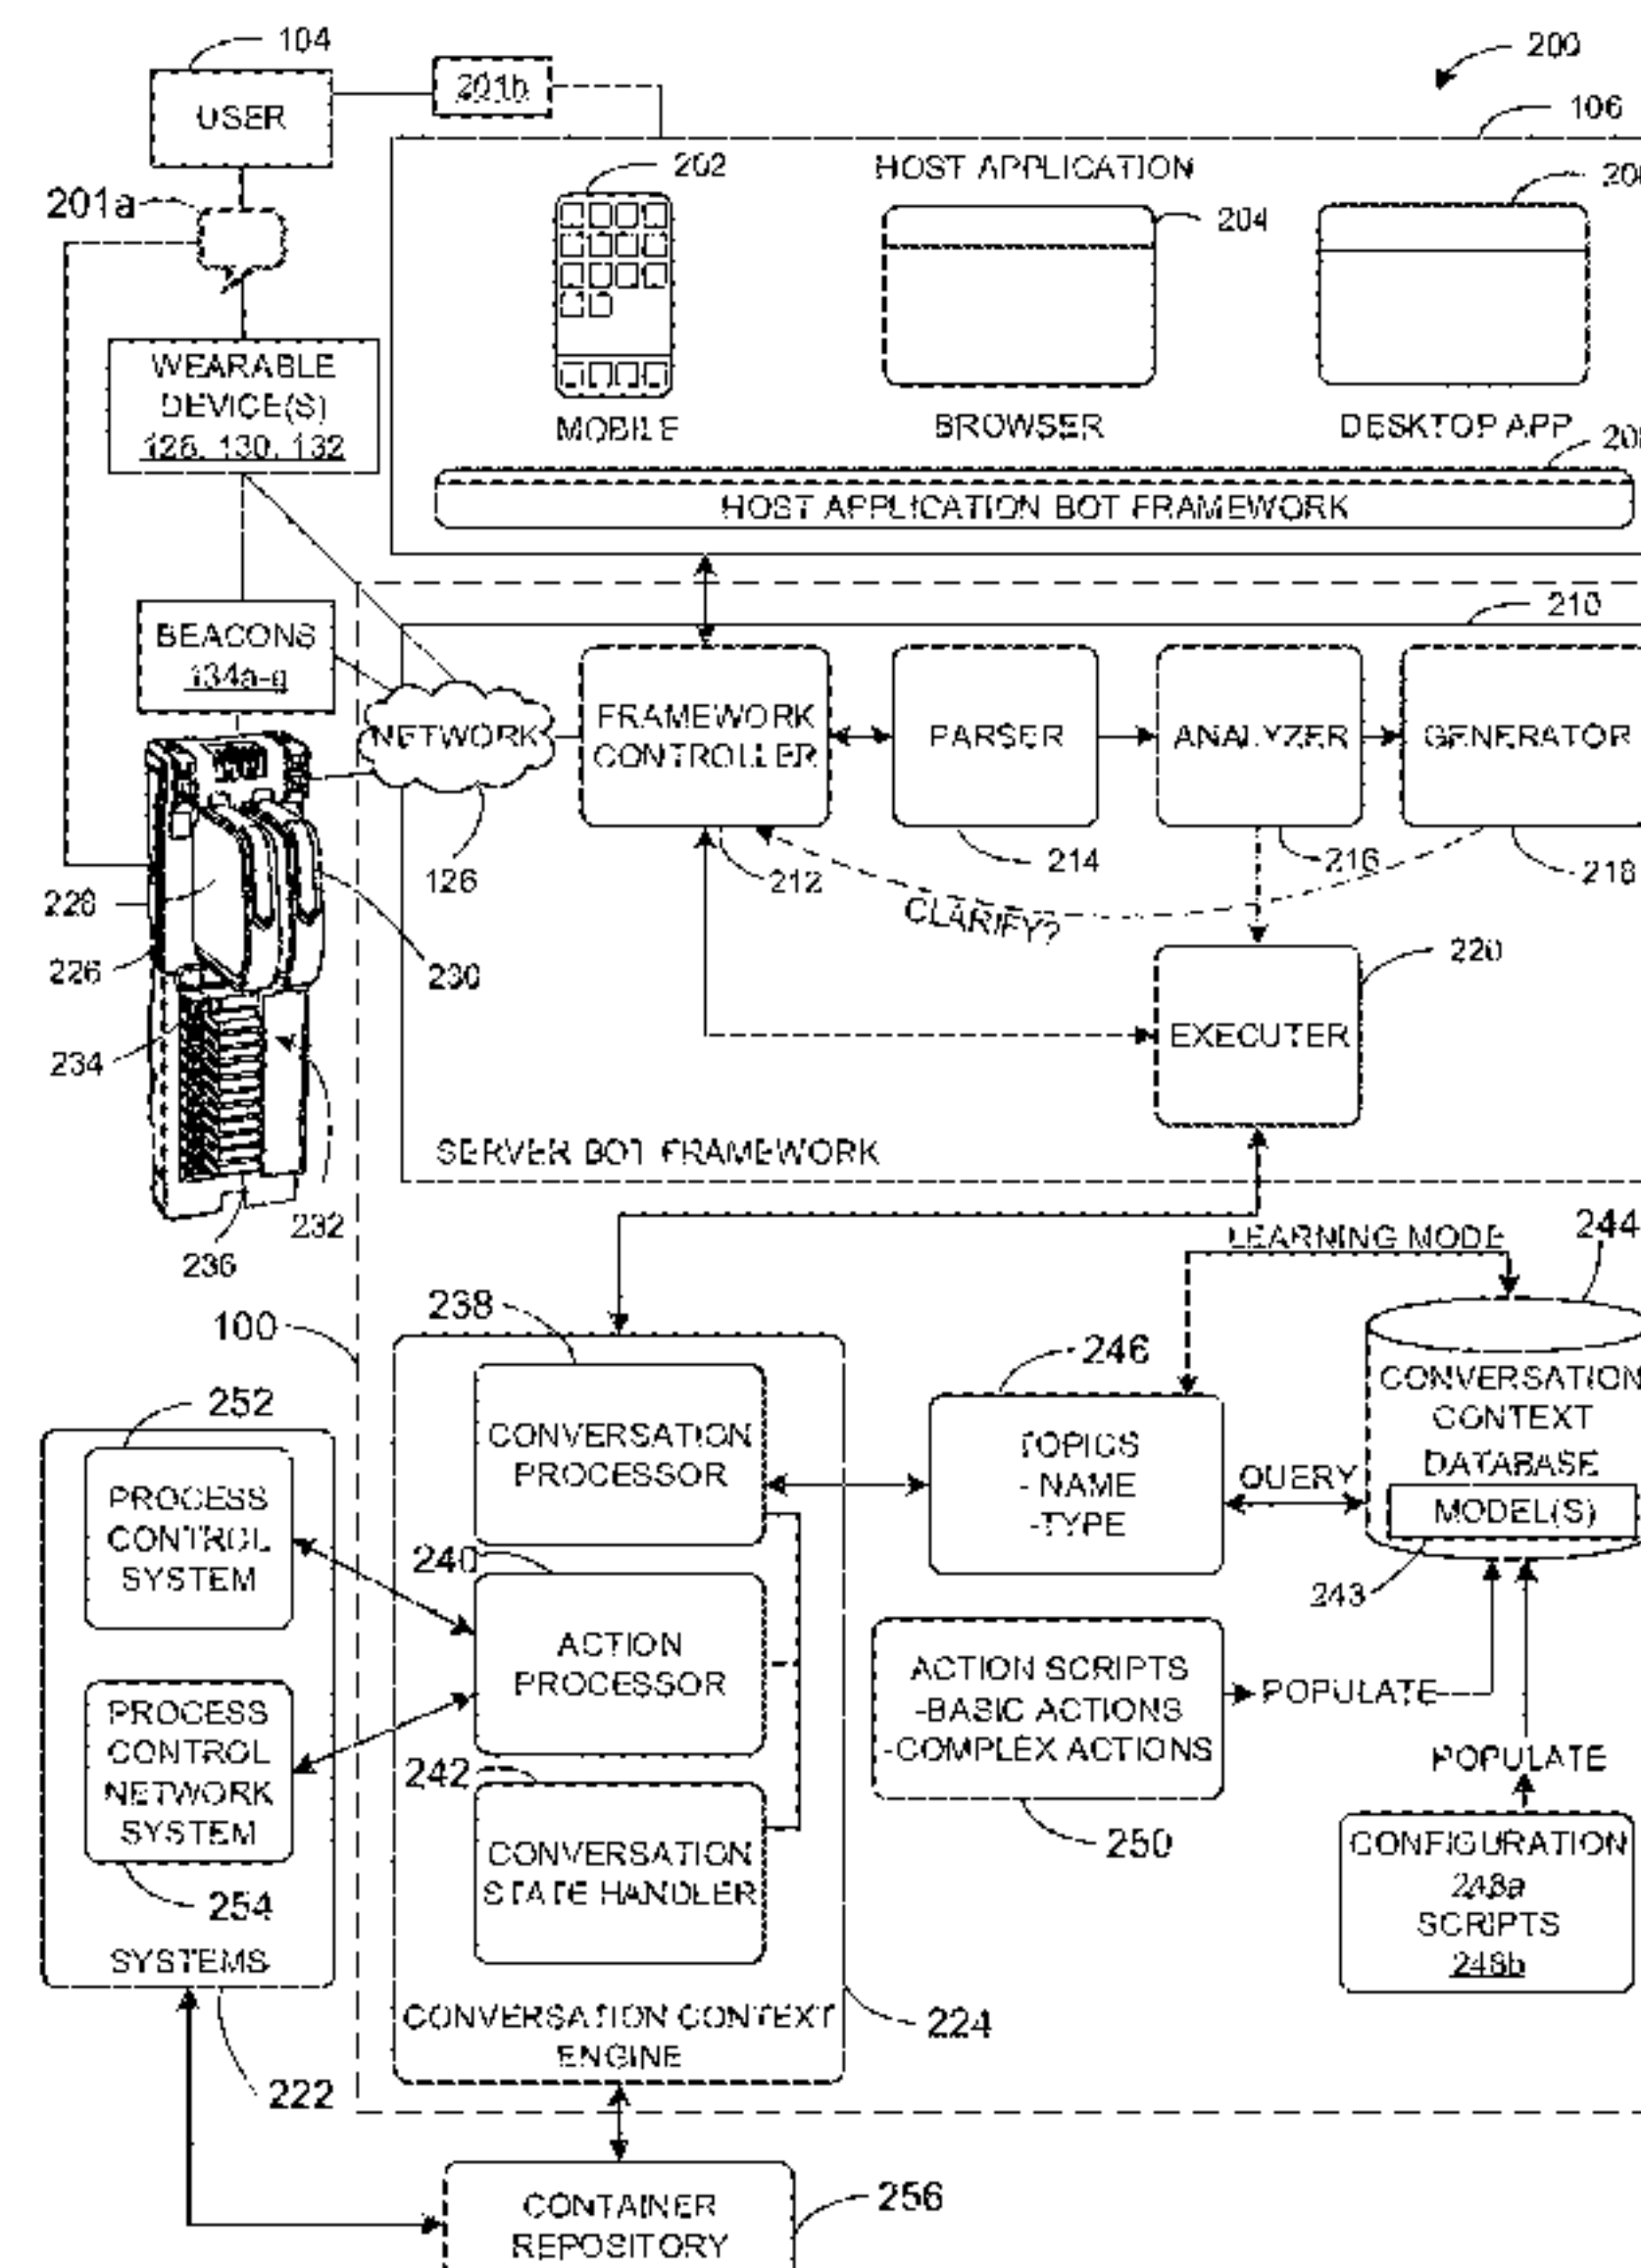 104
200
USER
201b
106
HOST APPLICATION
202
201a
204
WEARABLE
DEVICE(S)
128, 130, 132
MOBILE
BROWSER
DESKTOP APP
HOST APPLICATION BOT FRAMEWORK
210
BEACONS
134a-g
NETWORK
FRAMEWORK
CONTROLLER
PARSER
ANALYZER
GENERATOR
126
212
214
216
218
228
CLARIFY?
226
230
220
EXECUTER
234
SERVER BOT FRAMEWORK
232
236
LEARNING MODE
244
238
100
246
CONVERSATION
CONTEXT
DATABASE
MODEL(S)
252
CONVERSATION
PROCESSOR
TOPICS
- NAME
-TYPE
QUERY
PROCESS
CONTROL
SYSTEM
240
243
ACTION
PROCESSOR
ACTION SCRIPTS
-BASIC ACTIONS
-COMPLEX ACTIONS
POPULATE
PROCESS
CONTROL
NETWORK
SYSTEM
242
POPULATE
250
CONFIGURATION
248a
SCRIPTS
248b
CONVERSATION
STATE HANDLER
254
SYSTEMS
CONVERSATION CONTEXT
ENGINE
224
222
CONTAINER
REPOSITORY
256